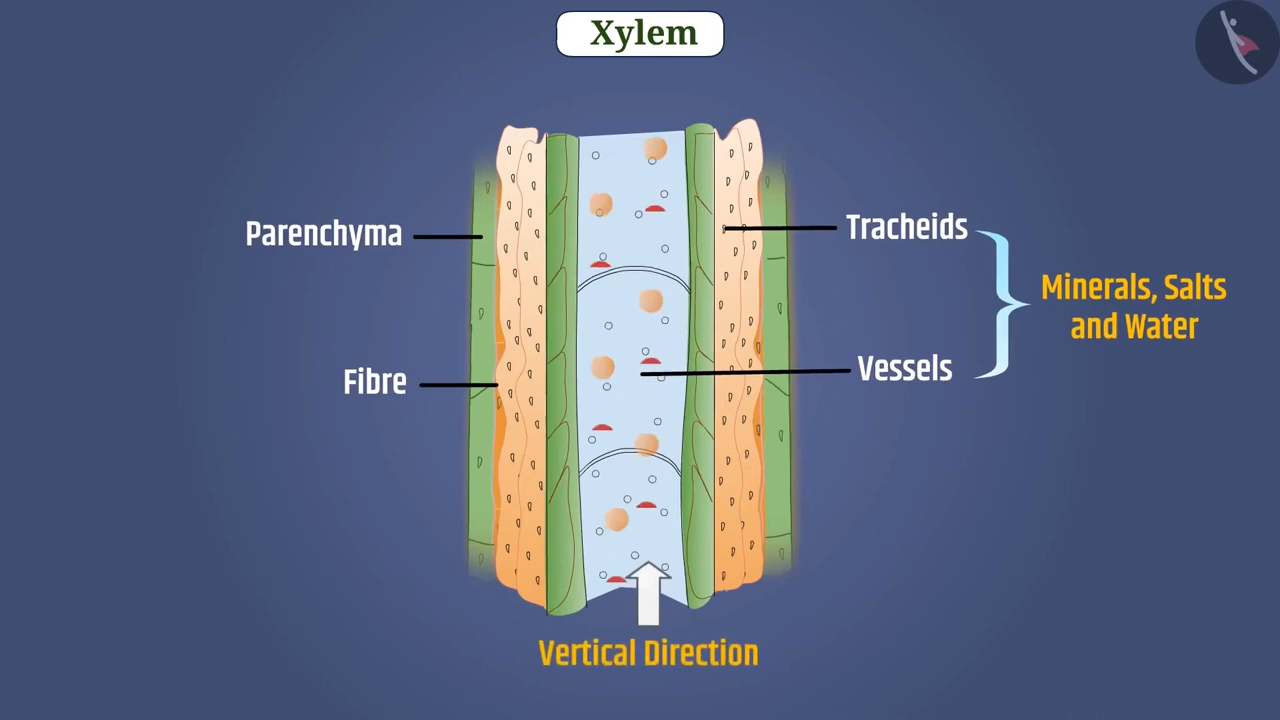 Xylem
Parenchyma
Tracheids
Minerals, Salts
and Water
Fibre
Vessels
Vertical Direction